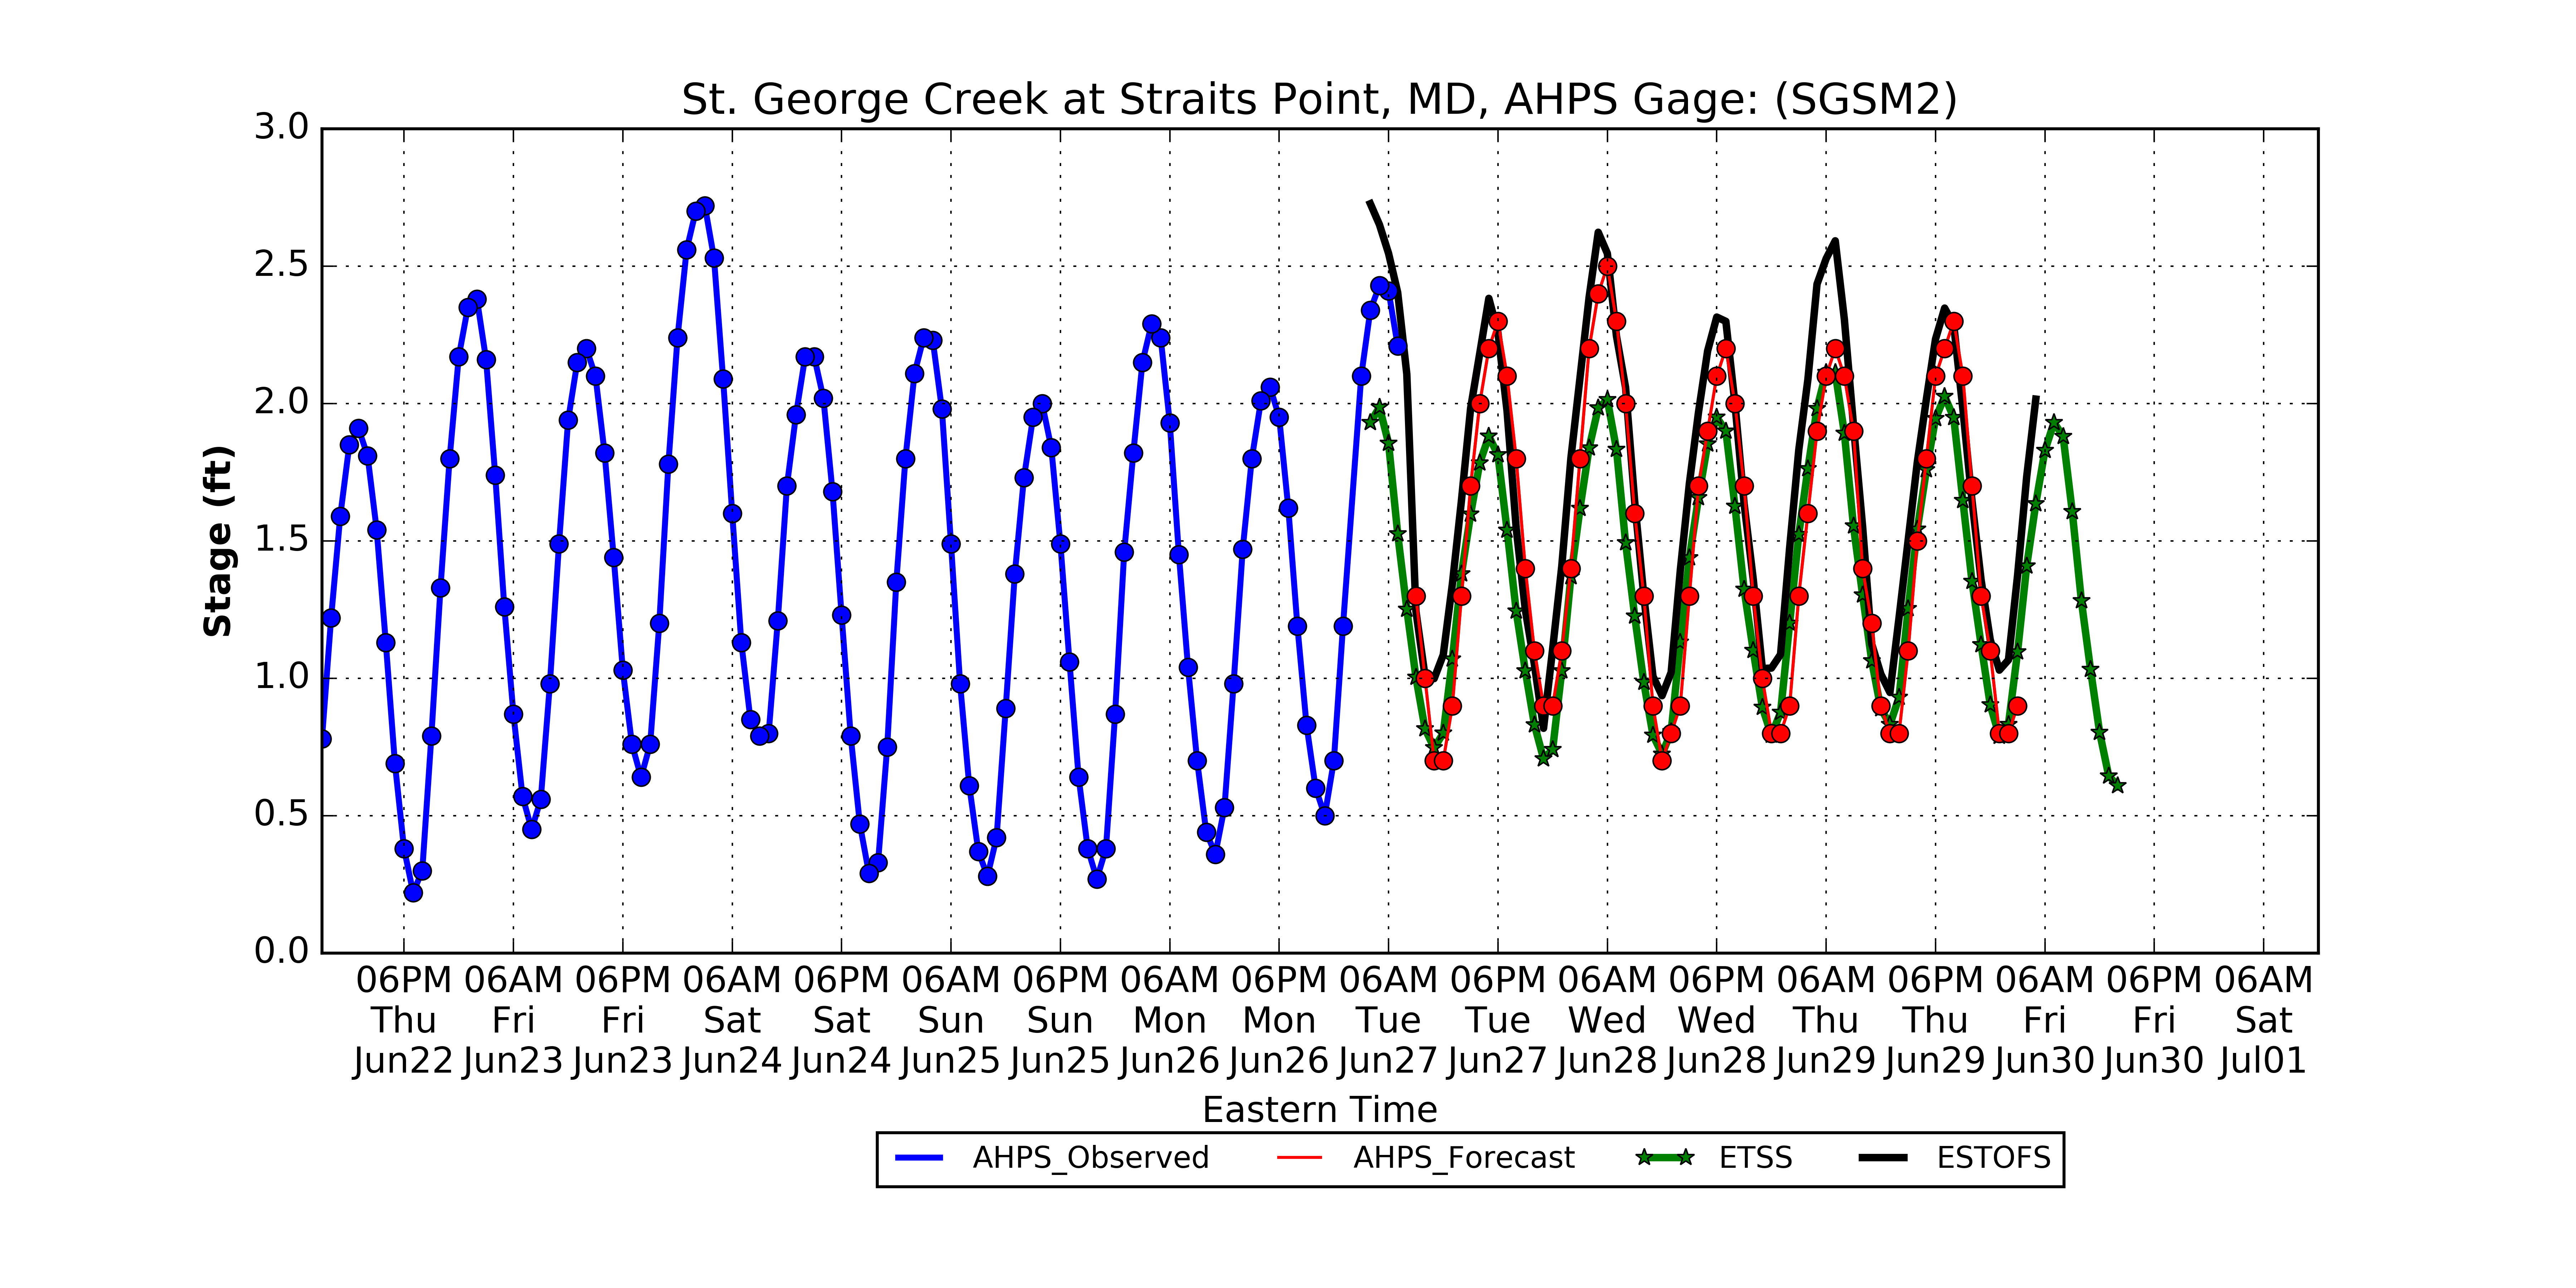 St. George Creek at Straits Point, MD, AHPS Gage: (SGSM2)
3.0
2.5
2.0
1.5
1.0
0.5
0.0
Stage (ft)
06PM 06AM 06PM 06AM 06PM 06AM 06PM 06AM 06PM 06AM 06PM 06AM 06PM 06AM 06PM 06AM 06PM 06AM
Thu Fri Fri Sat Sat Sun Sun Mon Mon Tue Tue Wed Wed Thu Thu Fri Fri Sat
Jun22 Jun23 Jun23 Jun24 Jun24 Jun25 Jun25 Jun26 Jun26 Jun27 Jun27 Jun28 Jun28 Jun29 Jun29 Jun30 Jun30 Jul01
Eastern Time
AHPS_Observed AHPS_Forecast ETSS ESTOFS